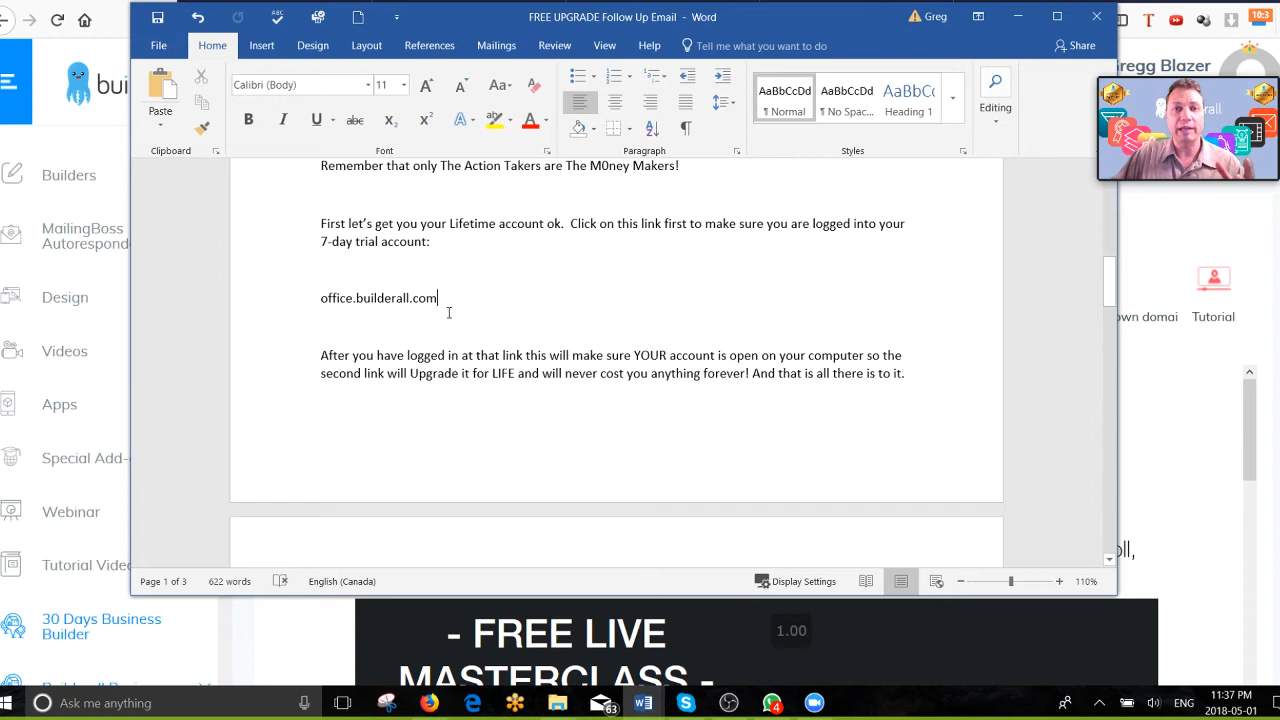 FREE UPGRADE Follow Up Email - Word
Greg
10:3
File Home Insert Design Layout References Mailings Review View Help Tell me what you want to do Share
Gregg Blazer
Calibri (Body) 11
AaBbCcDd AaBbCcDd AaBbCc
¶ Normal ¶ No Spac... Heading 1
Paste
Editing
Clipboard Font Paragraph Styles
Builders
MailingBoss
Autoresponde
Design
Videos
Apps
Special Add-
Webinar
Tutorial Video
30 Days Business
Builder
Remember that only The Action Takers are The M0ney Makers!
First let's get you your Lifetime account ok. Click on this link first to make sure you are logged into your
7-day trial account:
office.builderall.com
After you have logged in at that link this will make sure YOUR account is open on your computer so the
second link will Upgrade it for LIFE and will never cost you anything forever! And that is all there is to it.
own domai Tutorial
Page 1 of 3 622 words English (Canada) Display Settings 110%
- FREE LIVE
MASTERCLASS -
1.00
Ask me anything
63
4
ENG
11:37 PM
2018-05-01